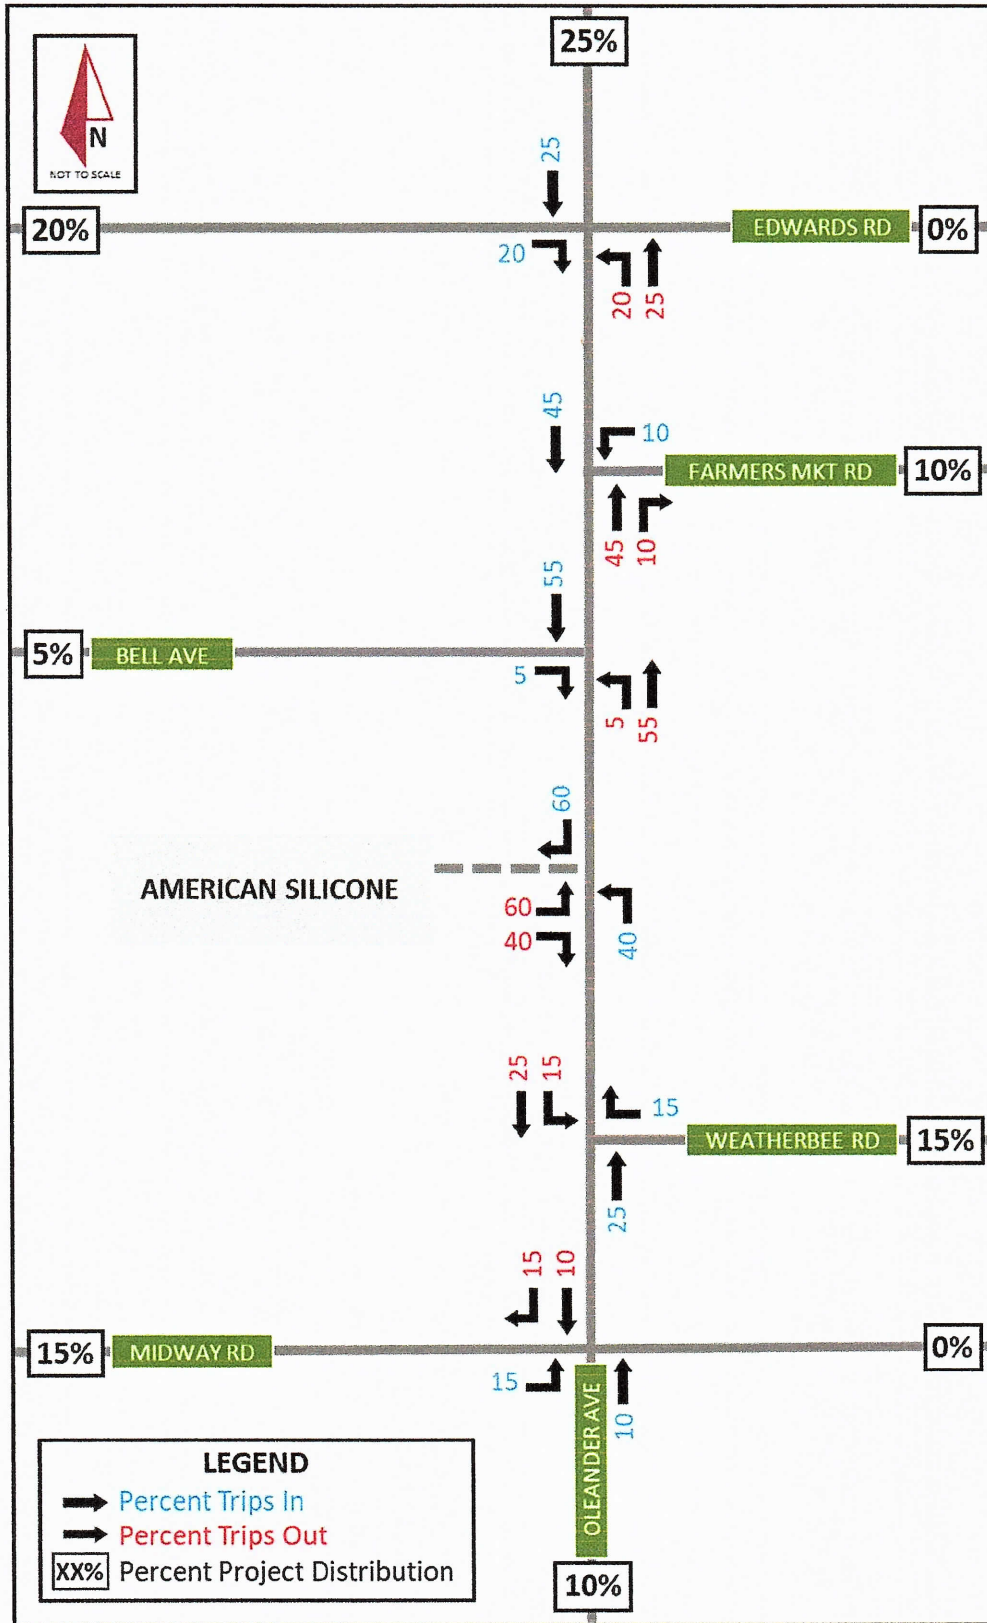 25%
N
NOT TO SCALE
25
20%
EDWARDS RD
0%
20
20
25
45
10
FARMERS MKT RD
10%
45
10
55
5%
BELL AVE
5
5
55
60
AMERICAN SILICONE
60
40
40
25
15
15
WEATHERBEE RD
15%
25
15
10
15%
MIDWAY RD
0%
15
10
OLEANDER AVE
LEGEND
Percent Trips In
Percent Trips Out
XX% Percent Project Distribution
10%